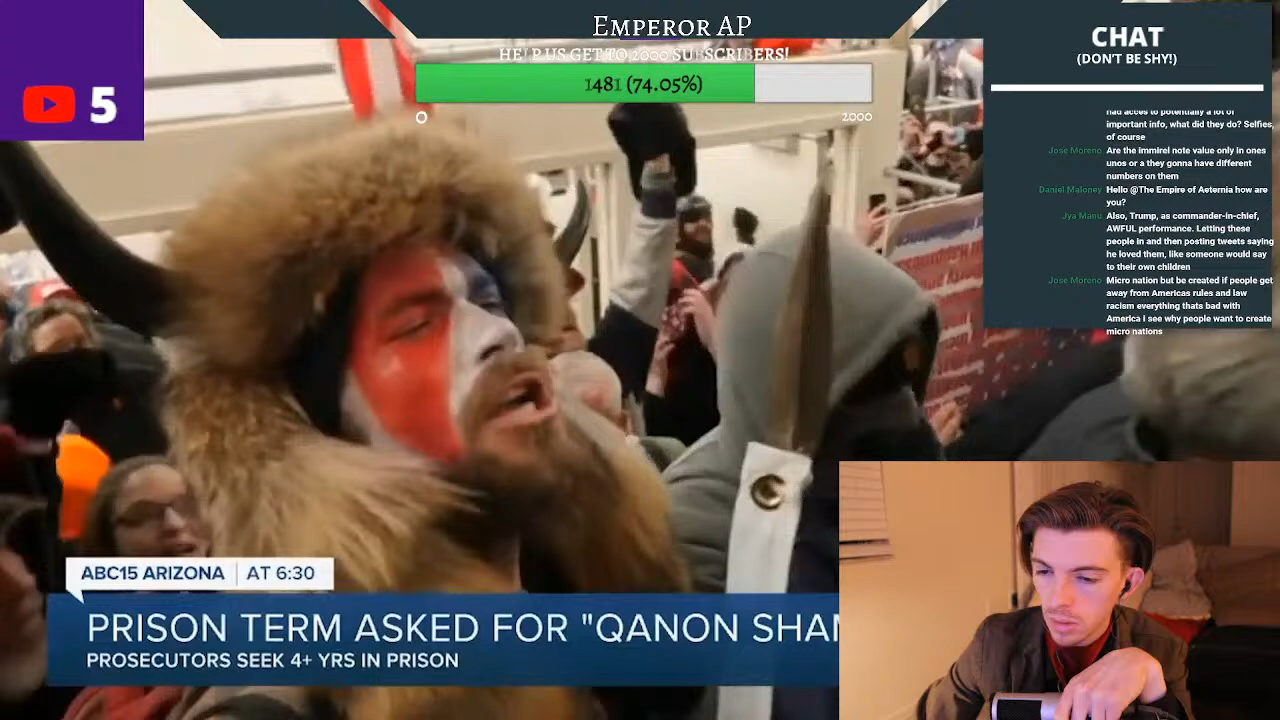 EMPEROR AP
HELP US GET TO 2000 SUBSCRIBERS!
1481 (74.05%)
0
2000
5
CHAT
(DON'T BE SHY!)
had acces to potentially a lot of
important info, what did they do? Selfies,
of course
Jose Moreno Are the immirel note value only in ones
unos or a they gonna have different
numbers on them
Daniel Maloney Hello @The Empire of Aeternia how are
you?
Jya Manu Also, Trump, as commander-in-chief,
AWFUL performance. Letting these
people in and then posting tweets saying
he loved them, like someone would say
to their own children
Jose Moreno Micro nation but be created if people get
away from Americas rules and law
racism everything thats bad with
America I see why people want to create
micro nations
ABC15 ARIZONA AT 6:30
PRISON TERM ASKED FOR "QANON SHA
PROSECUTORS SEEK 4+ YRS IN PRISON